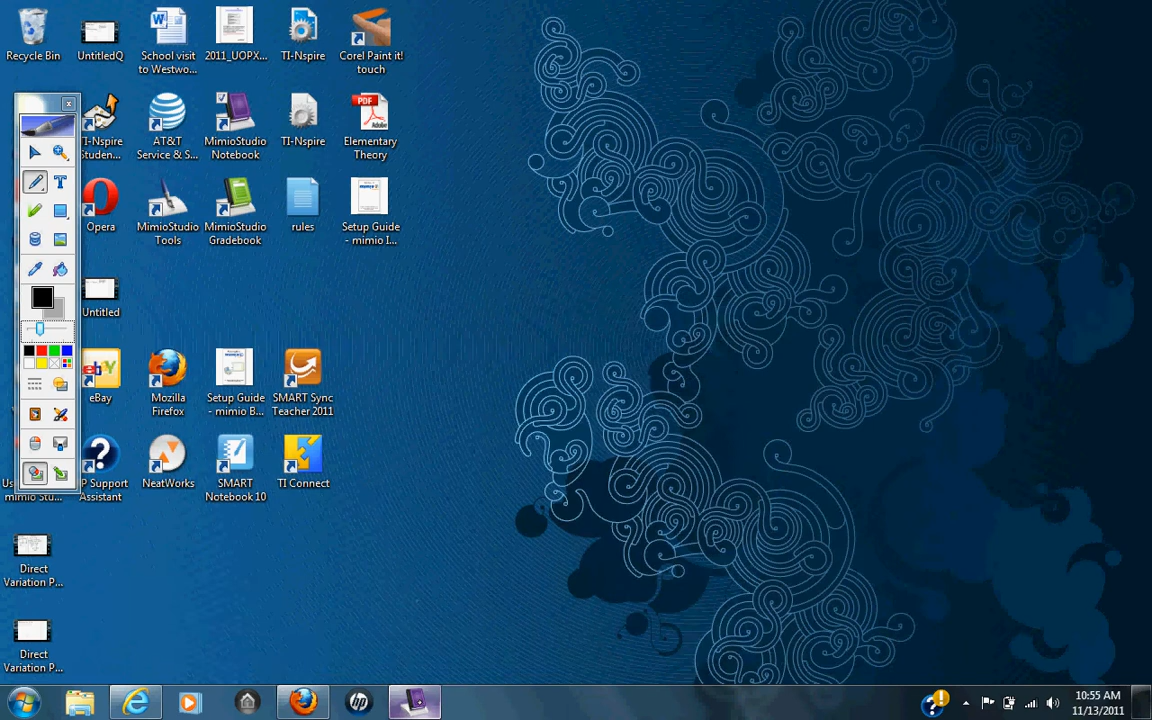 Recycle Bin
UntitledQ
School visit
to Westwo...
2011_UOPX...
TI-Nspire
Corel Paint it!
touch
TI-Nspire
Studen...
AT&T
Service & S...
MimioStudio
Notebook
TI-Nspire
PDF
Adobe
Elementary
Theory
Opera
MimioStudio
Tools
MimioStudio
Gradebook
rules
Setup Guide
- mimio I...
Untitled
eBay
Mozilla
Firefox
Setup Guide
- mimio B...
SMART Sync
Teacher 2011
P Support
Assistant
NeatWorks
SMART
Notebook 10
TI Connect
mimio Stu...
Direct
Variation P...
Direct
Variation P...
hp
10:55 AM
11/13/2011